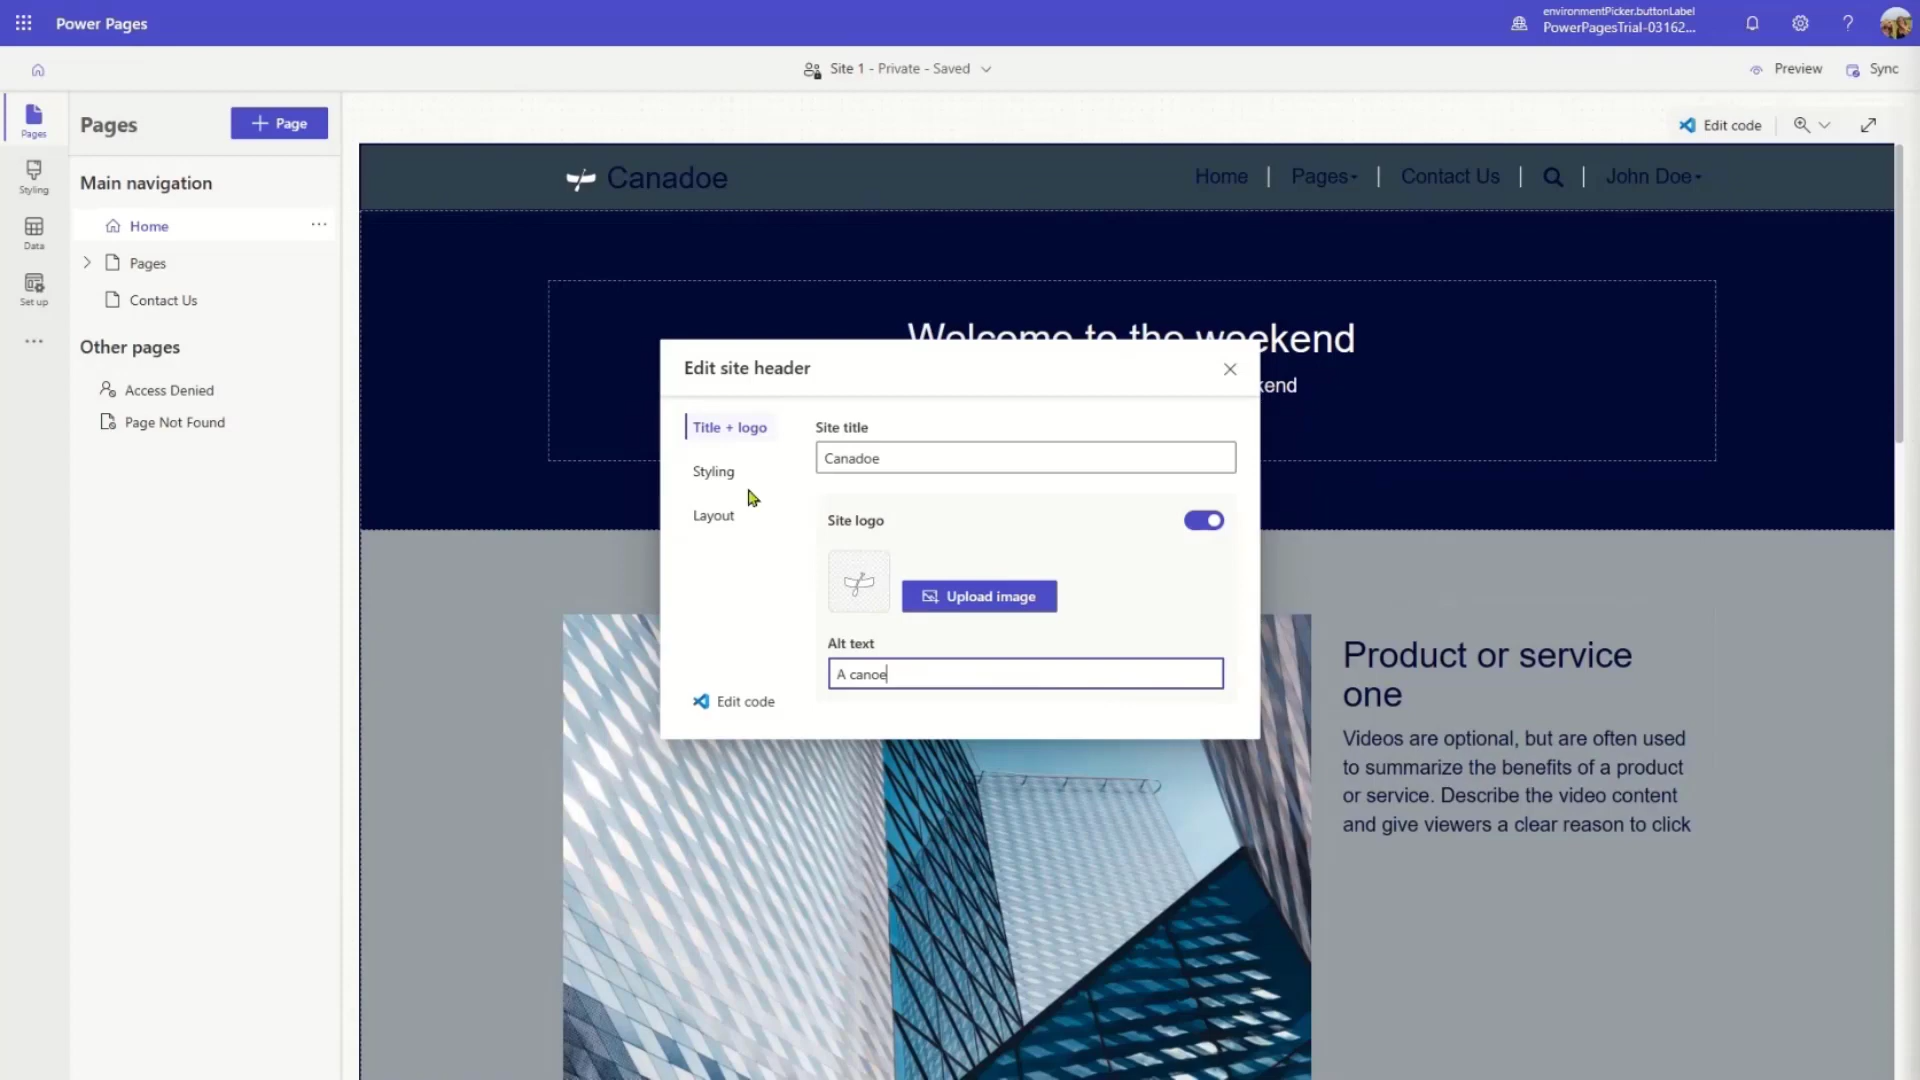 Power Pages
environmentPicker.buttonLabel
PowerPagesTrial-03162...
?
Site 1 - Private - Saved
Preview
Sync
Pages
Styling
Data
Set up
Pages
+ Page
Main navigation
Home
Pages
Contact Us
Other pages
Access Denied
Page Not Found
Edit code
Canadoe
Home | Pages | Contact Us | | John Doe
Welcome to the weekend
kend
Edit site header
Title + logo
Styling
Layout
Edit code
Site title
Canadoe
Site logo
Upload image
Alt text
A canoe
Product or service
one
Videos are optional, but are often used
to summarize the benefits of a product
or service. Describe the video content
and give viewers a clear reason to click